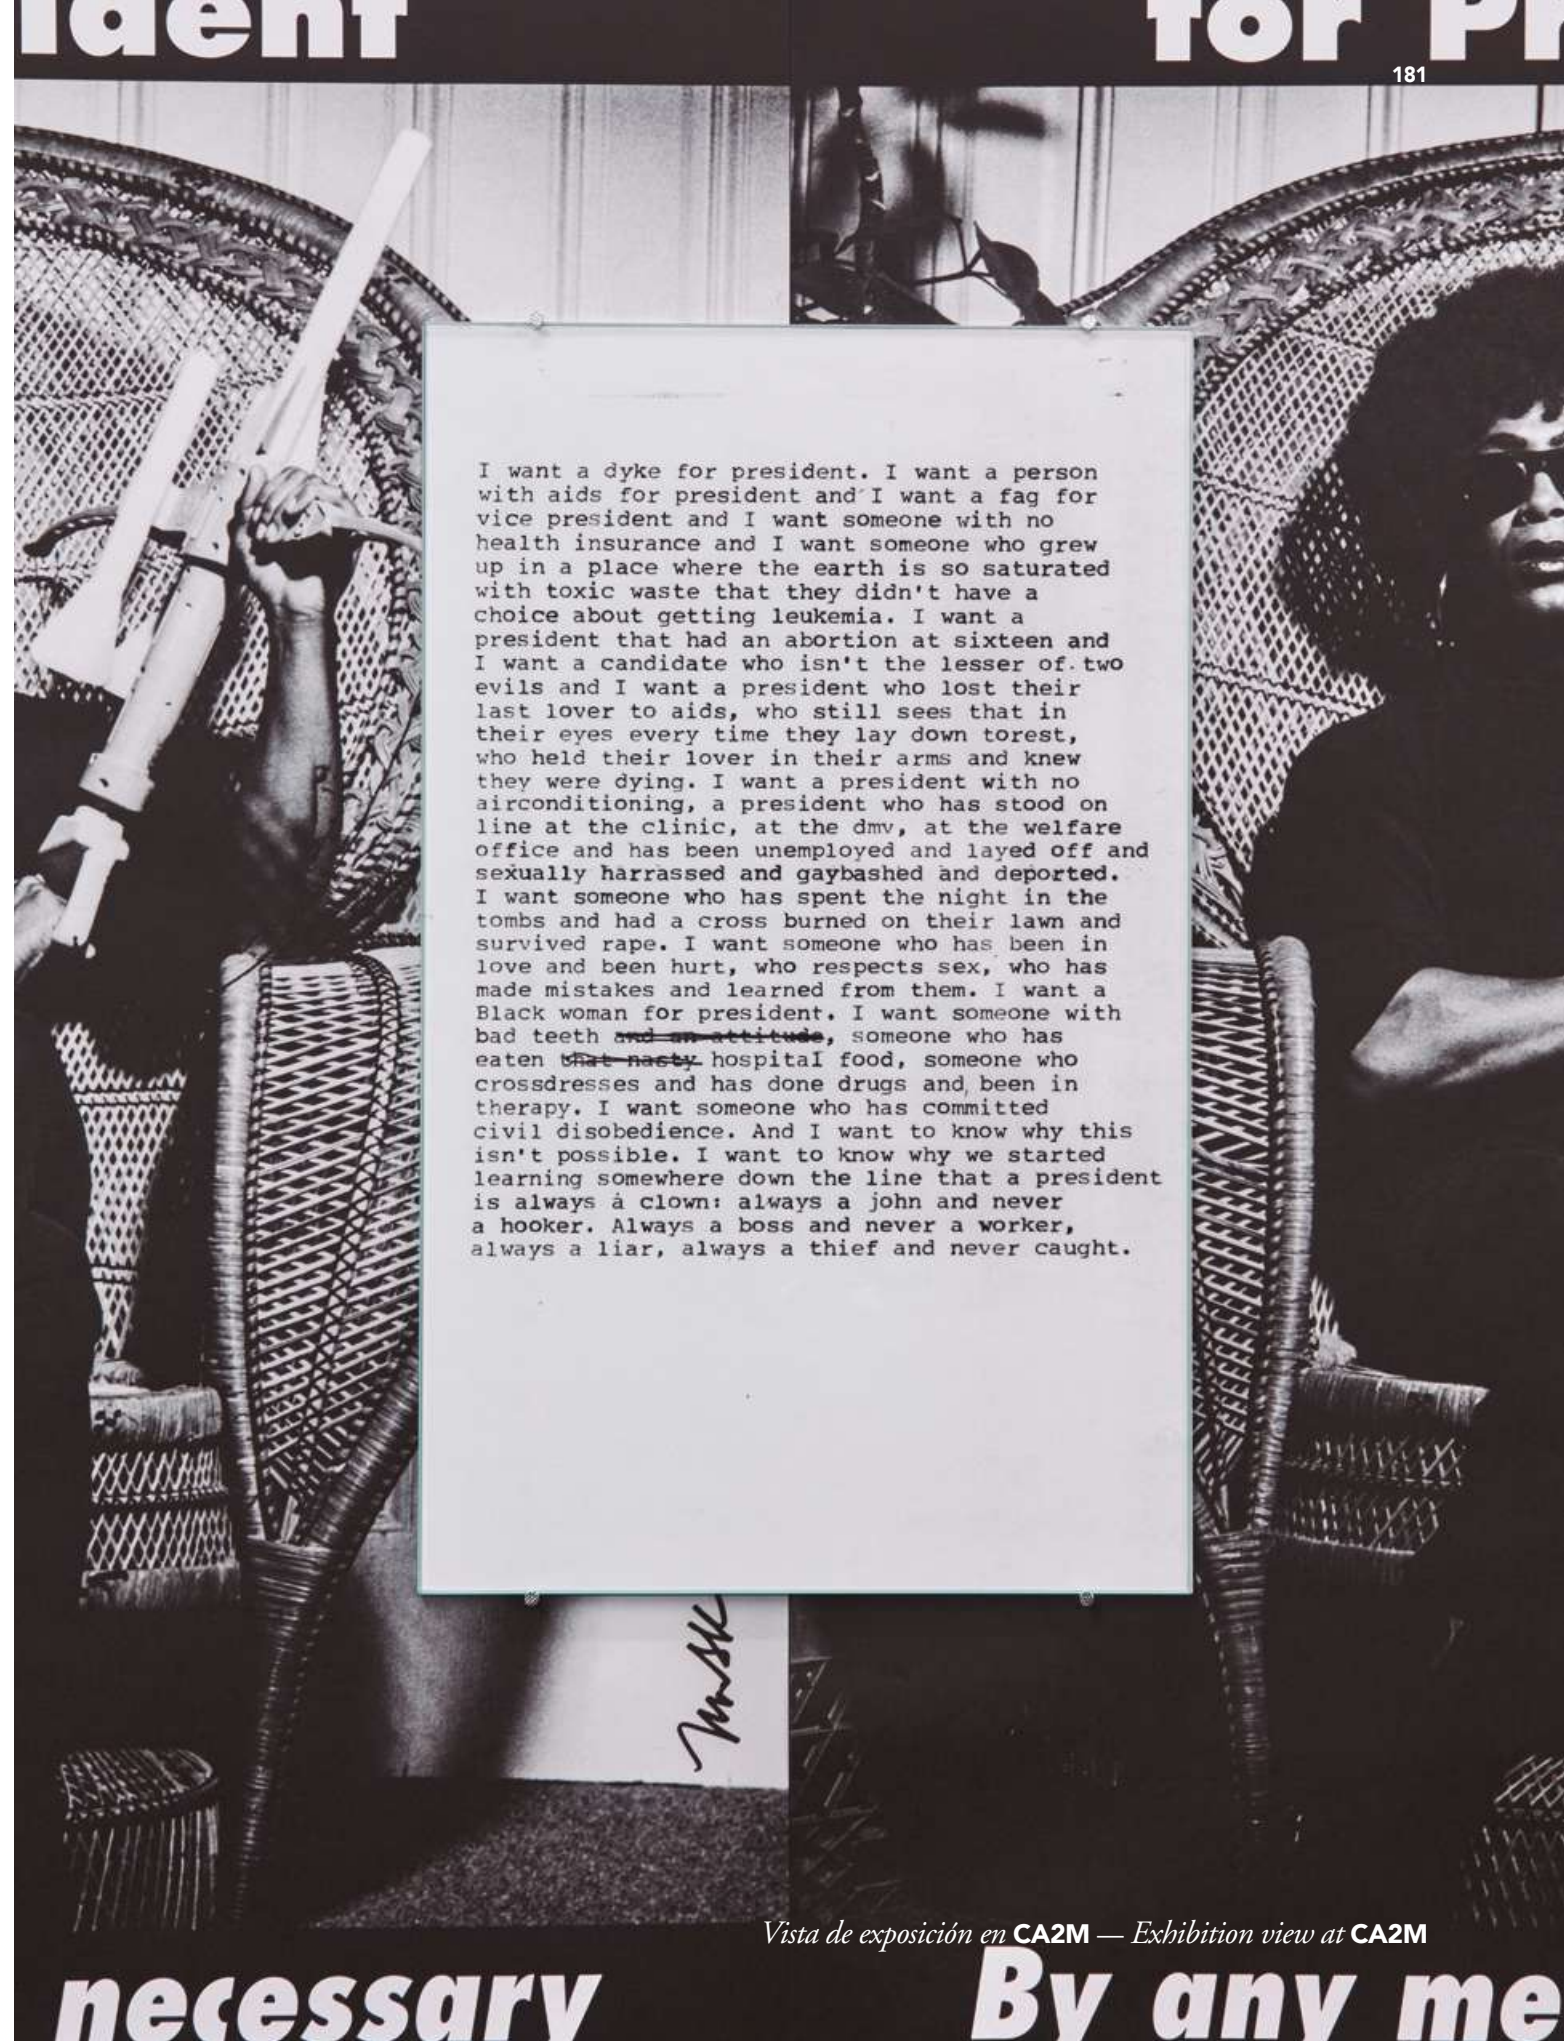 ident
for Pr
181
I want a dyke for president. I want a person
with aids for president and I want a fag for
vice president and I want someone with no
health insurance and I want someone who grew
up in a place where the earth is so saturated
with toxic waste that they didn't have a
choice about getting leukemia. I want a
president that had an abortion at sixteen and
I want a candidate who isn't the lesser of two
evils and I want a president who lost their
last lover to aids, who still sees that in
their eyes every time they lay down torest,
who held their lover in their arms and knew
they were dying. I want a president with no
airconditioning, a president who has stood on
line at the clinic, at the dmv, at the welfare
office and has been unemployed and layed off and
sexually harrassed and gaybashed and deported.
I want someone who has spent the night in the
tombs and had a cross burned on their lawn and
survived rape. I want someone who has been in
love and been hurt, who respects sex, who has
made mistakes and learned from them. I want a
Black woman for president. I want someone with
bad teeth and an attitude, someone who has
eaten that nasty hospital food, someone who
crossdresses and has done drugs and been in
therapy. I want someone who has committed
civil disobedience. And I want to know why this
isn't possible. I want to know why we started
learning somewhere down the line that a president
is always a clown: always a john and never
a hooker. Always a boss and never a worker,
always a liar, always a thief and never caught.
Vista de exposición en CA2M — Exhibition view at CA2M
necessary
By any me